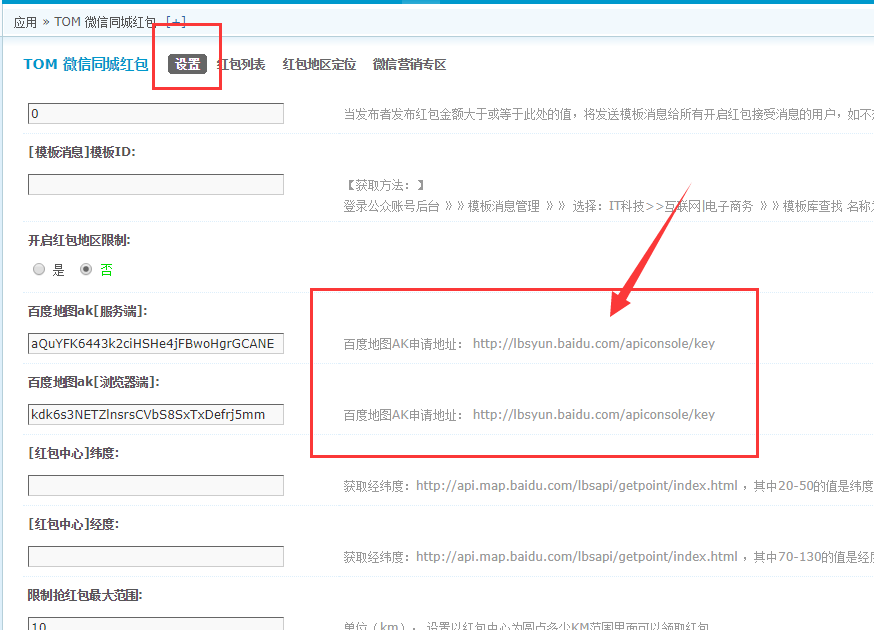 应用 » TOM 微信同城红包 [+]
TOM 微信同城红包 设置 红包列表 红包地区定位 微信营销专区
0
当发布者发布红包金额大于或等于此处的值，将发送模板消息给所有开启红包接受消息的用户，如不
[模板消息]模板ID:
【获取方法：】
登录公众账号后台 》》模板消息管理 》》 选择：IT科技>>互联网|电子商务 》》模板库查找 名称
开启红包地区限制:
是 否
百度地图ak[服务端]:
aQuYFK6443k2ciHSHe4jFBwoHgrGCANE
百度地图AK申请地址： http://lbsyun.baidu.com/apiconsole/key
百度地图ak[浏览器端]:
kdk6s3NETZlnsrsCVbS8SxTxDefrj5mm
百度地图AK申请地址： http://lbsyun.baidu.com/apiconsole/key
[红包中心]纬度:
获取经纬度：http://api.map.baidu.com/lbsapi/getpoint/index.html ，其中20-50的值是纬度
[红包中心]经度:
获取经纬度：http://api.map.baidu.com/lbsapi/getpoint/index.html ，其中70-130的值是经
限制抢红包最大范围:
10
单位（km），设置以红包中心为圆点多少KM范围里面可以领取红包